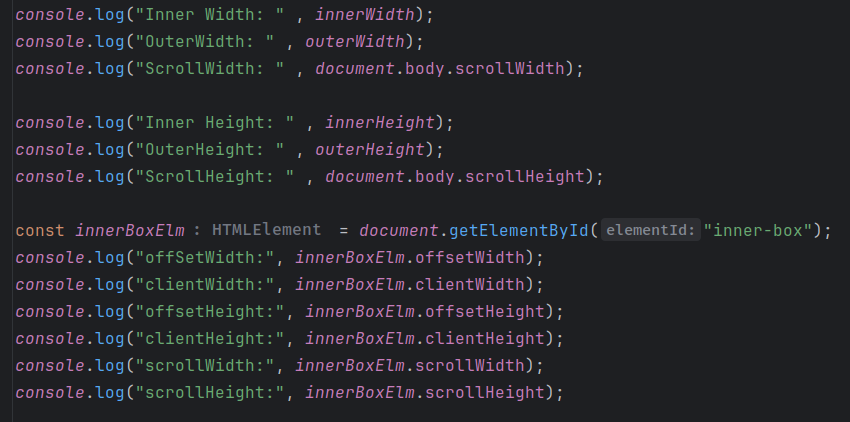 console.log("Inner Width: " , innerWidth);
console.log("OuterWidth: " , outerWidth);
console.log("ScrollWidth: " , document.body.scrollWidth);
console.log("Inner Height: " , innerHeight);
console.log("OuterHeight: " , outerHeight);
console.log("ScrollHeight: " , document.body.scrollHeight);
const innerBoxElm : HTMLElement = document.getElementById( elementId: "inner-box");
console.log("offSetWidth:", innerBoxElm.offsetWidth);
console.log("clientWidth:", innerBoxElm.clientWidth);
console.log("offsetHeight:", innerBoxElm.offsetHeight);
console.log("clientHeight:", innerBoxElm.clientHeight);
console.log("scrollWidth:", innerBoxElm.scrollWidth);
console.log("scrollHeight:", innerBoxElm.scrollHeight);